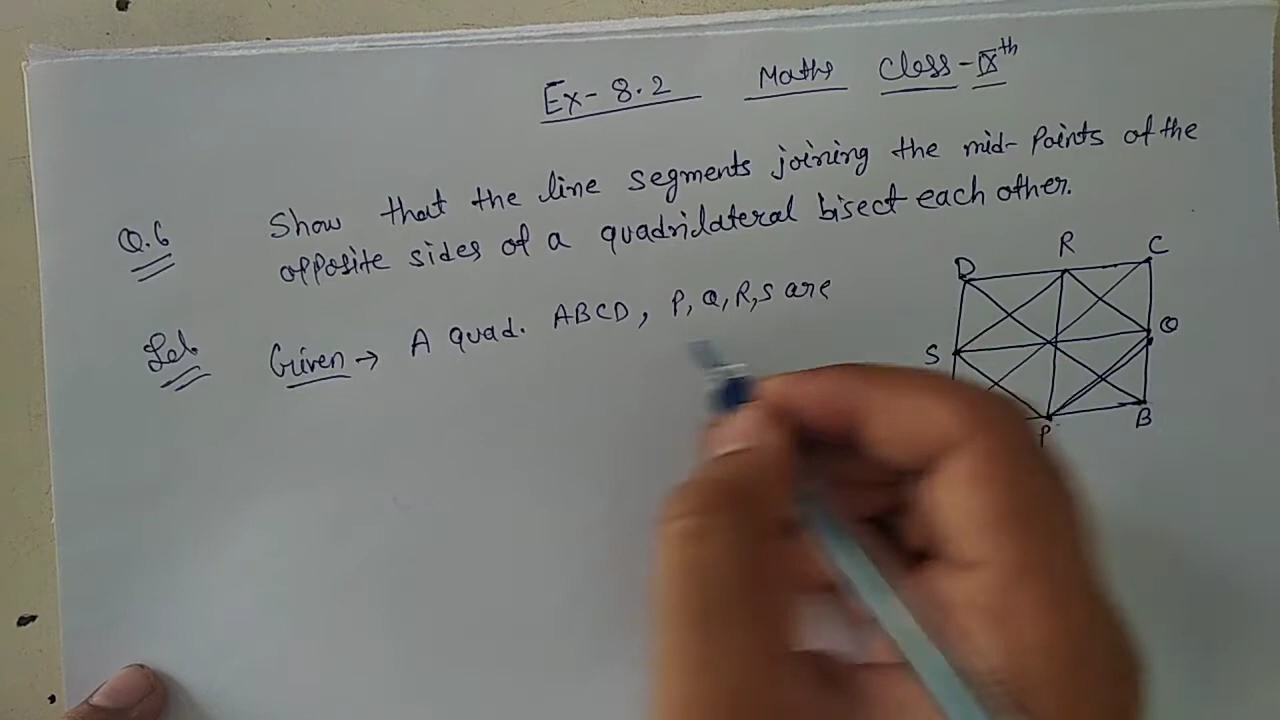 Ex-8.2 Maths Class-IXth
Q.6 Show that the line segments joining the mid-points of the
opposite sides of a quadrilateral bisect each other.
Given → A quad. ABCD, P, Q, R, S are
D R C
S Q
P B